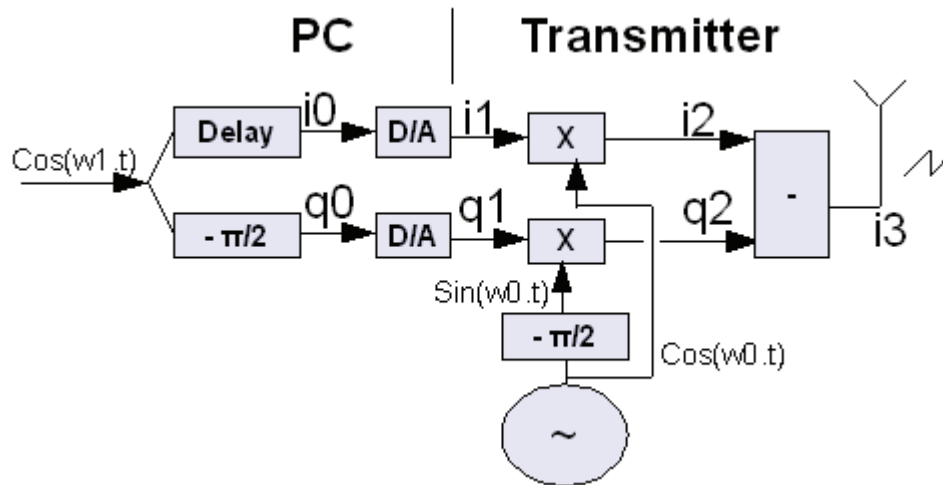 PC Transmitter
Delay i0 D/A i1 X i2
Cos(w1.t)
-
- π/2 q0 D/A q1 X q2
i3
Sin(w0.t)
- π/2
Cos(w0.t)
~